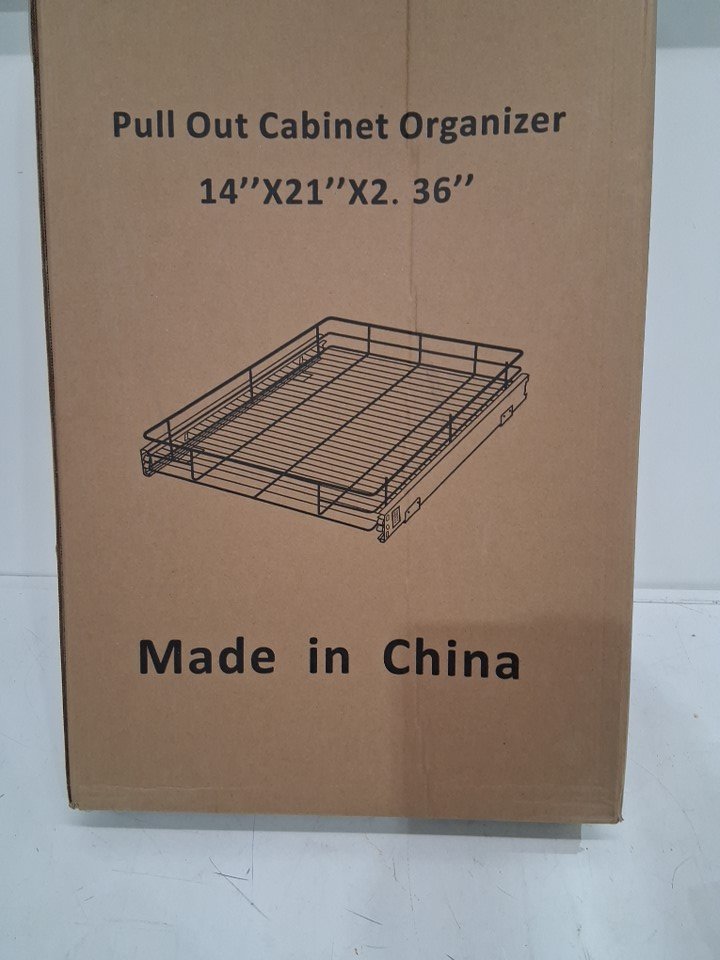 Pull Out Cabinet Organizer
14’’X21’’X2. 36’’
Made in China